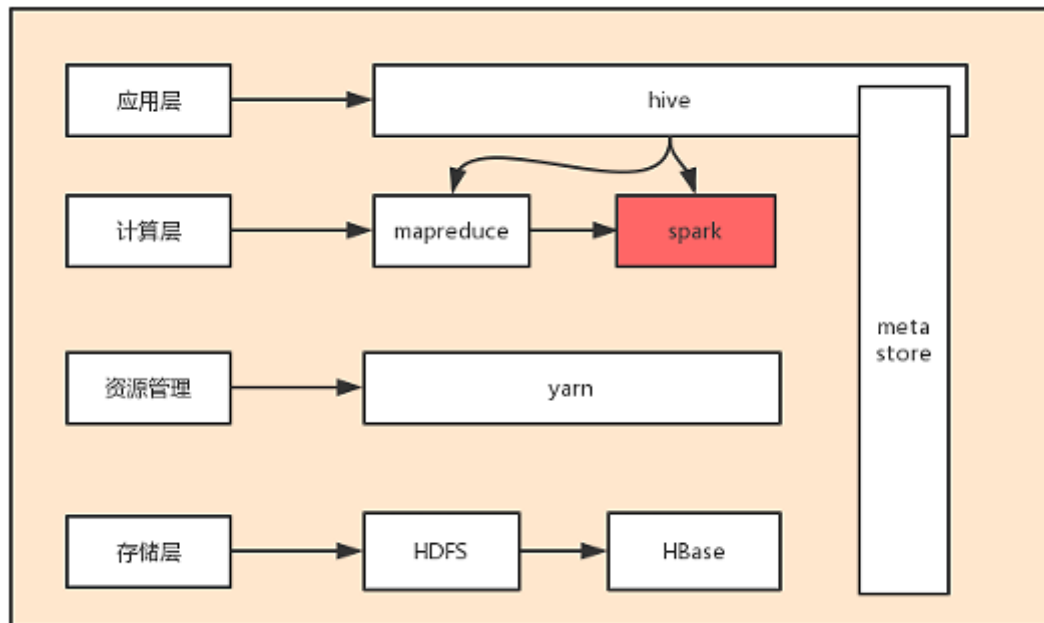 应用层
hive
计算层
mapreduce
spark
meta
store
资源管理
yarn
存储层
HDFS
HBase